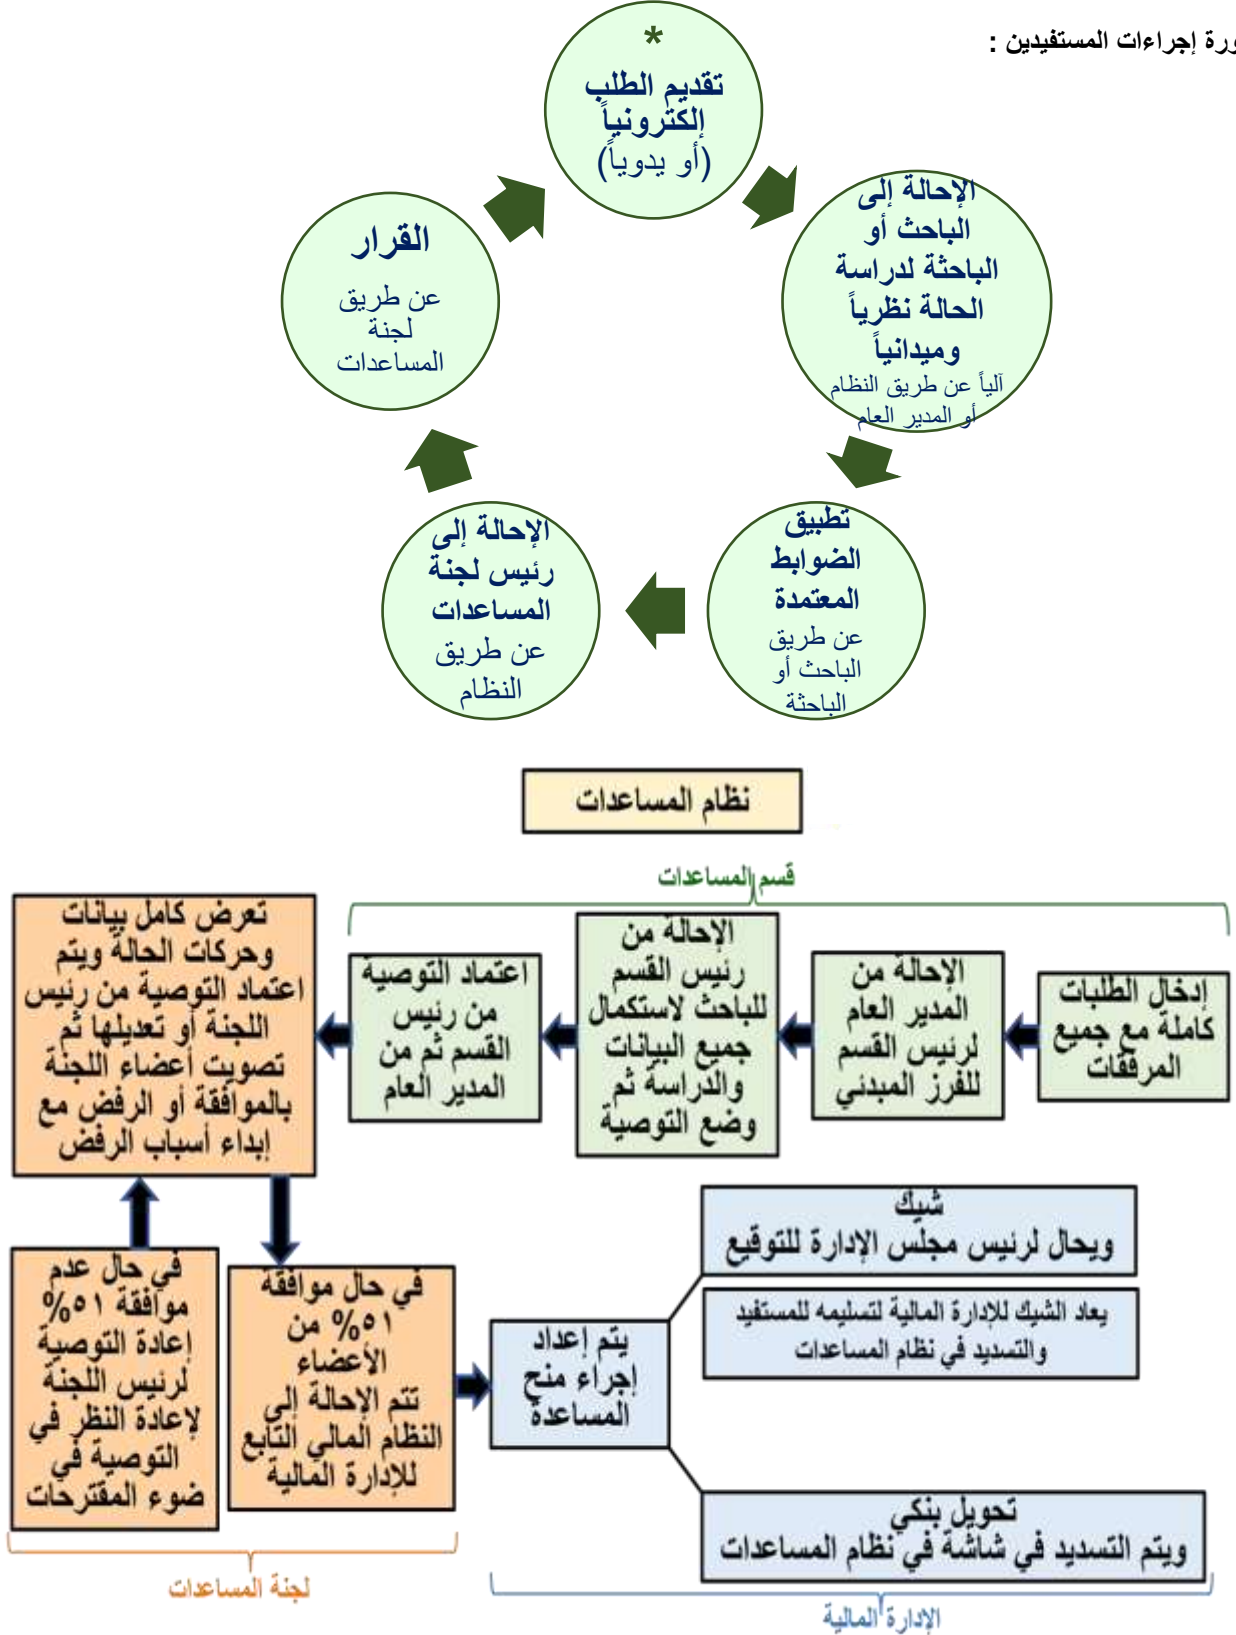 ورة إجراءات المستفيدين :
*
تقديم الطلب
إلكترونياً
(أو يدوياً)
الإحالة إلى
الباحث أو
الباحثة لدراسة
الحالة نظرياً
وميدانياً
آلياً عن طريق النظام
أو المدير العام
تطبيق
الضوابط
المعتمدة
عن طريق
الباحث أو
الباحثة
الإحالة إلى
رئيس لجنة
المساعدات
عن طريق
النظام
القرار
عن طريق
لجنة
المساعدات
نظام المساعدات
قسم المساعدات
إدخال الطلبات
كاملة مع جميع
المرفقات
الإحالة من
المدير العام
لرئيس القسم
للفرز المبدئي
الإحالة من
رئيس القسم
للباحث لاستكمال
جميع البيانات
والدراسة ثم
وضع التوصية
اعتماد التوصية
من رئيس
القسم ثم من
المدير العام
تعرض كامل بيانات
وحركات الحالة ويتم
اعتماد التوصية من رئيس
اللجنة أو تعديلها ثم
تصويت أعضاء اللجنة
بالموافقة أو الرفض مع
إبداء أسباب الرفض
في حال عدم
موافقة ٥١%
إعادة التوصية
لرئيس اللجنة
لإعادة النظر في
التوصية في
ضوء المقترحات
في حال موافقة
٥١% من
الأعضاء
تتم الإحالة إلى
النظام المالي التابع
للإدارة المالية
لجنة المساعدات
يتم إعداد
إجراء منح
المساعدة
شيك
ويحال لرئيس مجلس الإدارة للتوقيع
يعاد الشيك للإدارة المالية لتسليمه للمستفيد
والتسديد في نظام المساعدات
تحويل بنكي
ويتم التسديد في شاشة في نظام المساعدات
الإدارة المالية